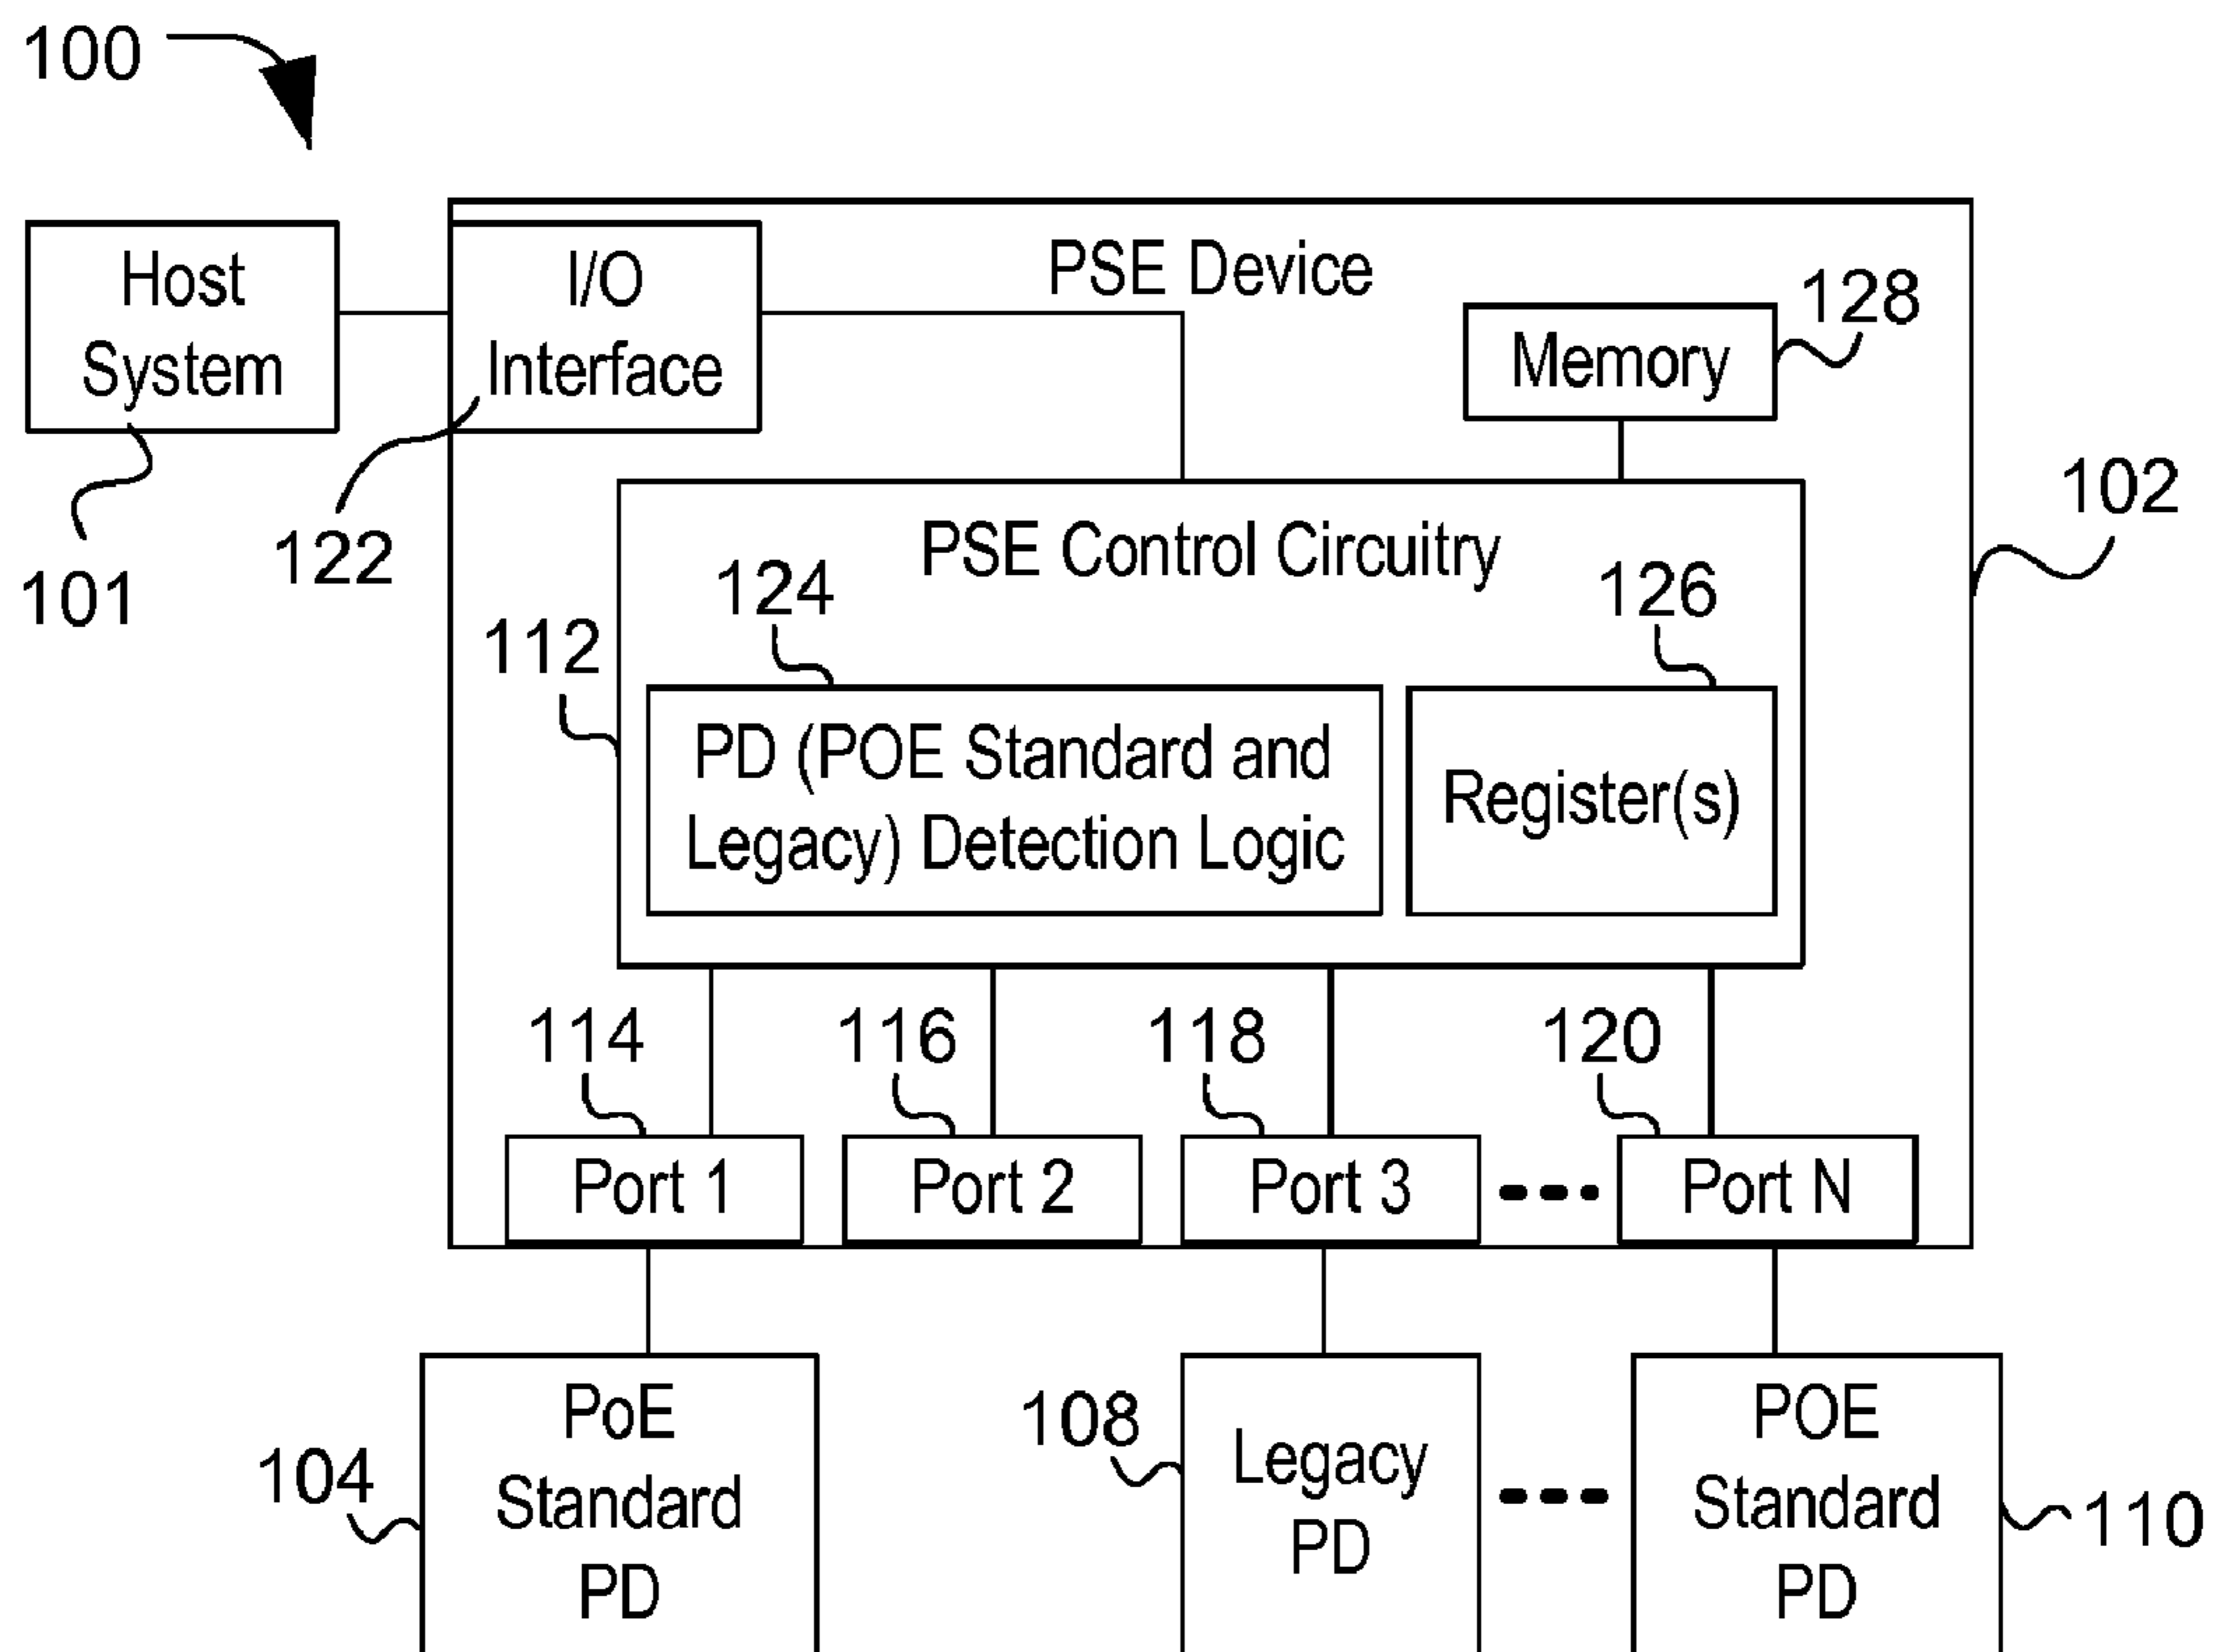 100
Host
System
I/O
Interface
PSE Device
128
Memory
102
101
122
PSE Control Circuitry
124
126
112
PD (POE Standard and
Legacy) Detection Logic
Register(s)
114
116
118
120
Port 1
Port 2
Port 3
Port N
104
PoE
Standard
PD
108
Legacy
PD
POE
Standard
PD
110